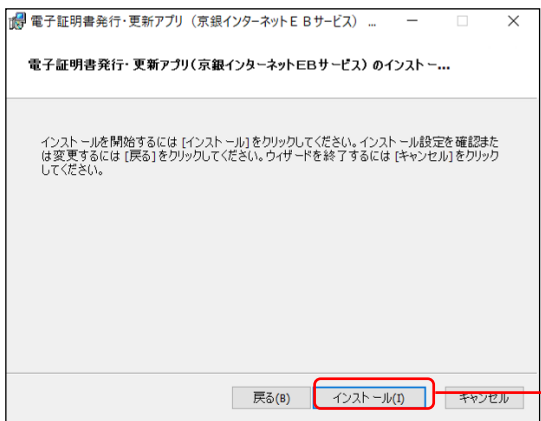 電子証明書発行・更新アプリ（京銀インターネットＥＢサービス） ...
電子証明書発行・更新アプリ(京銀インターネットEBサービス) のインストー...
インストールを開始するには [インストール] をクリックしてください。インストール設定を確認また
は変更するには [戻る] をクリックしてください。ウィザードを終了するには [キャンセル] をクリック
してください。
戻る(B) インストール(I) キャンセル